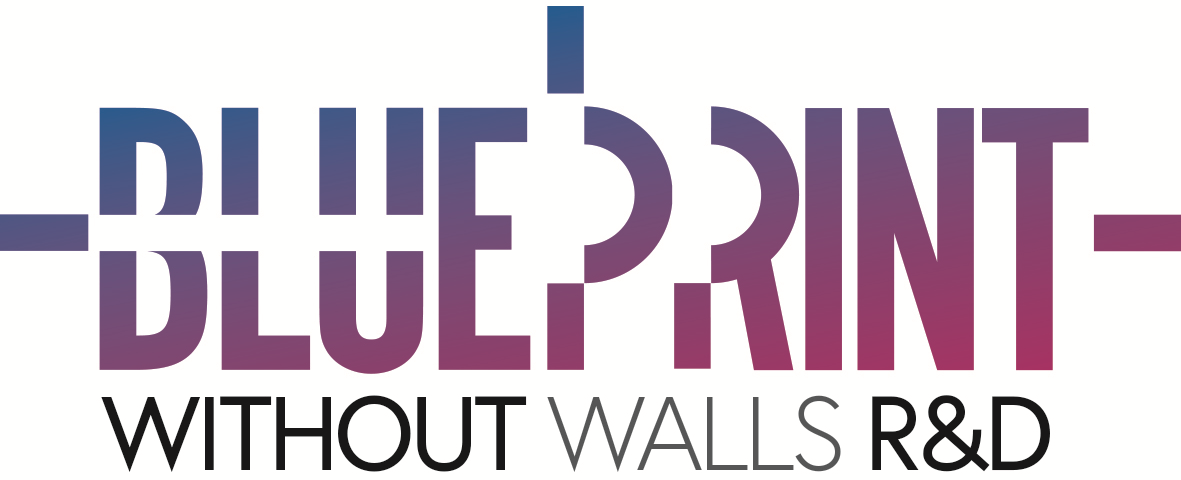 BLUEPRINT
WITHOUT WALLS R&D